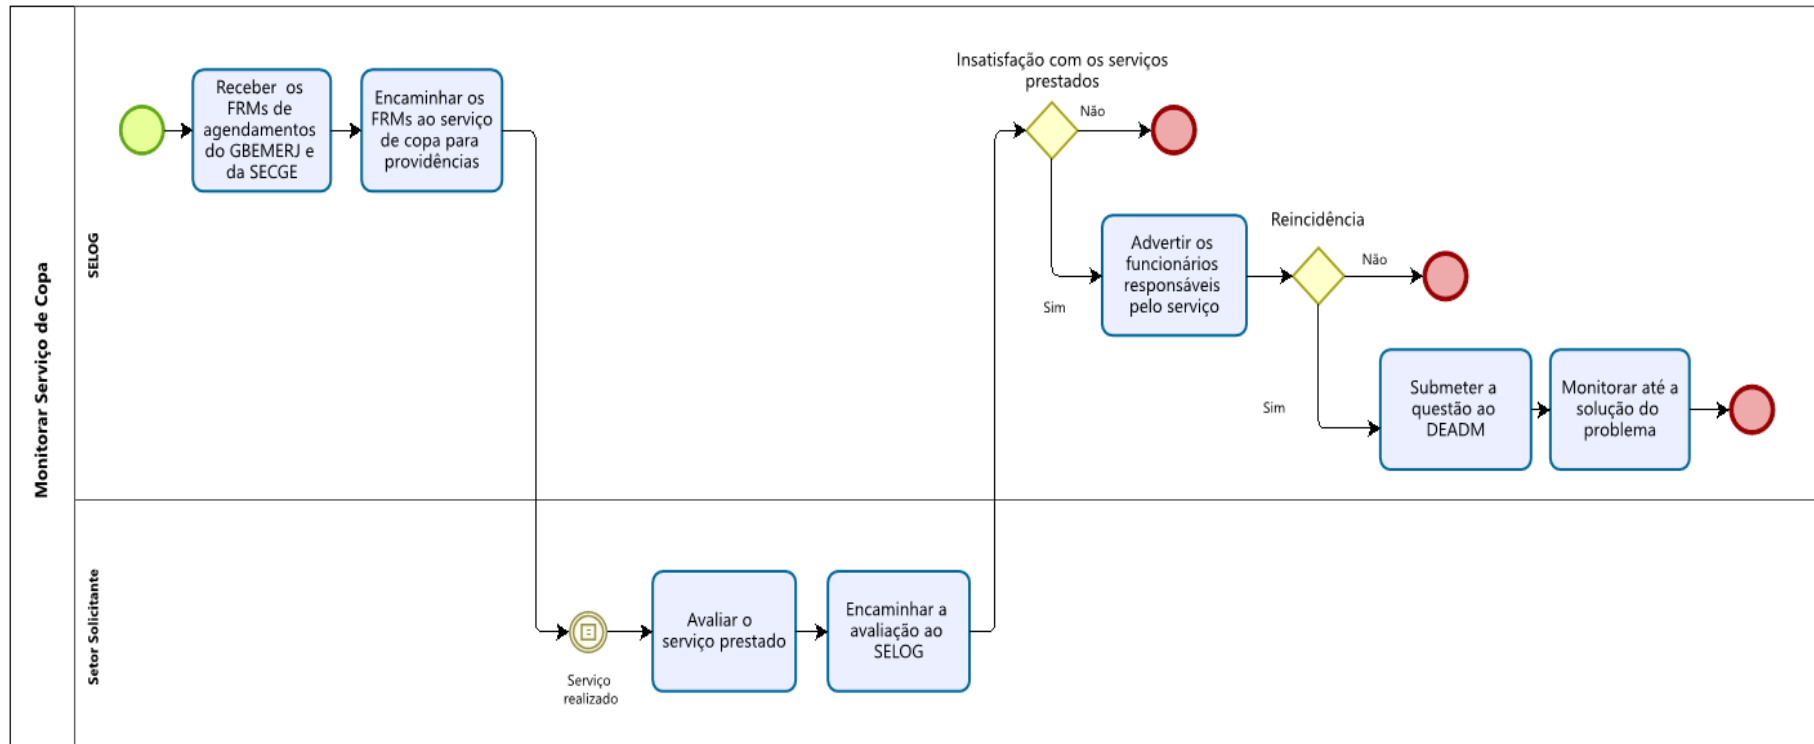 Monitorar Serviço de Copa
SELOG
Receber os
FRMs de
agendamentos
do GBEMERJ e
da SECGE
Encaminhar os
FRMs ao serviço
de copa para
providências
Insatisfação com os serviços
prestados
Não
Sim
Advertir os
funcionários
responsáveis
pelo serviço
Reincidência
Não
Sim
Submeter a
questão ao
DEADM
Monitorar até a
solução do
problema
Setor Solicitante
Serviço
realizado
Avaliar o
serviço prestado
Encaminhar a
avaliação ao
SELOG